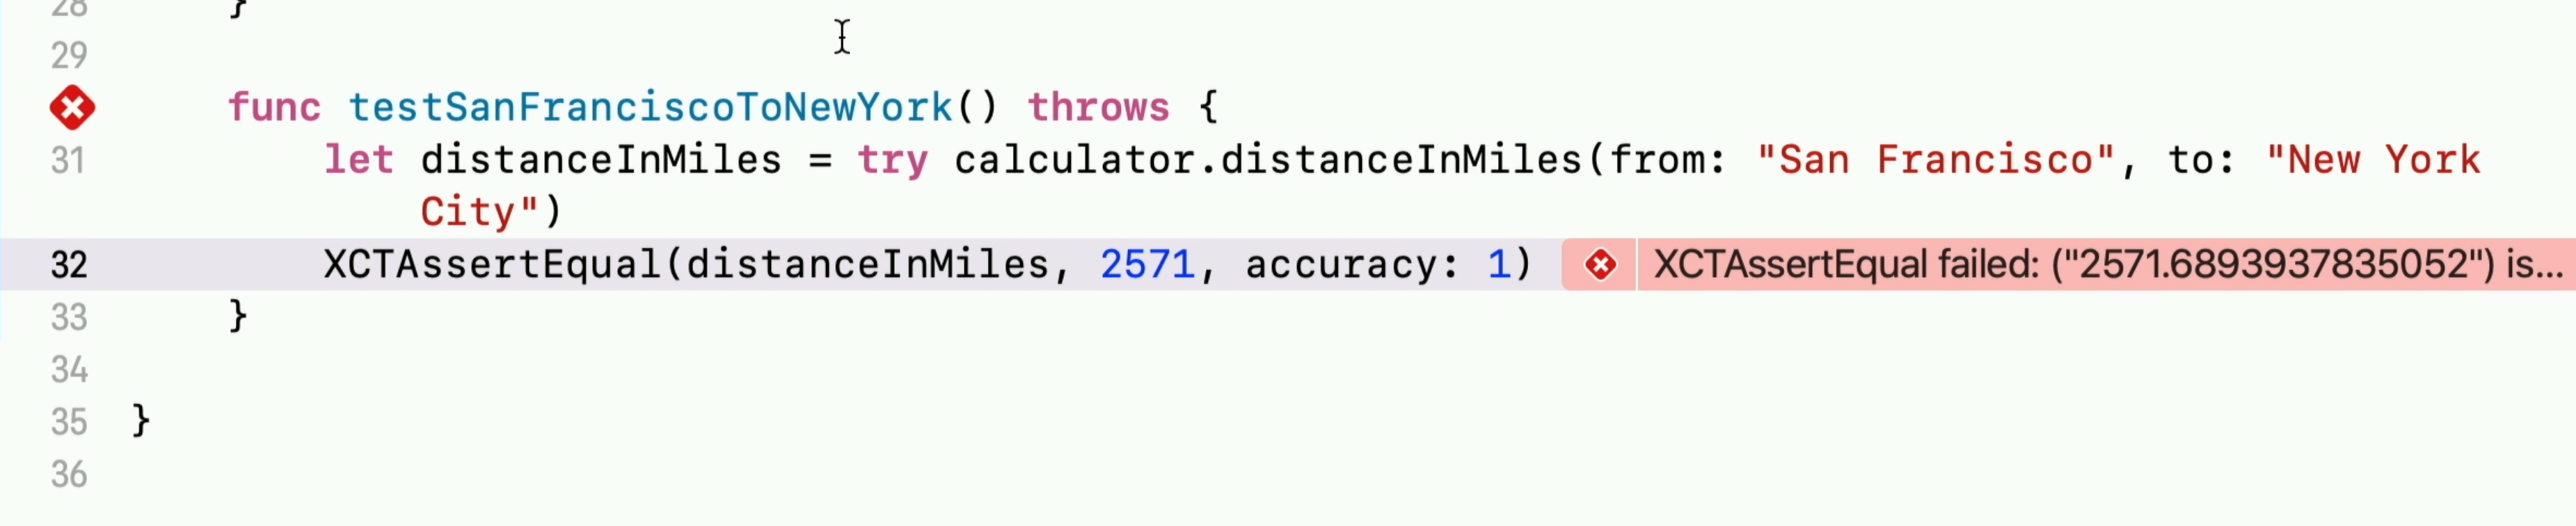 28 }
29
func testSanFranciscoToNewYork() throws {
31 let distanceInMiles = try calculator.distanceInMiles(from: "San Francisco", to: "New York
City")
32 XCTAssertEqual(distanceInMiles, 2571, accuracy: 1) XCTAssertEqual failed: ("2571.6893937835052") is...
33 }
34
35 }
36